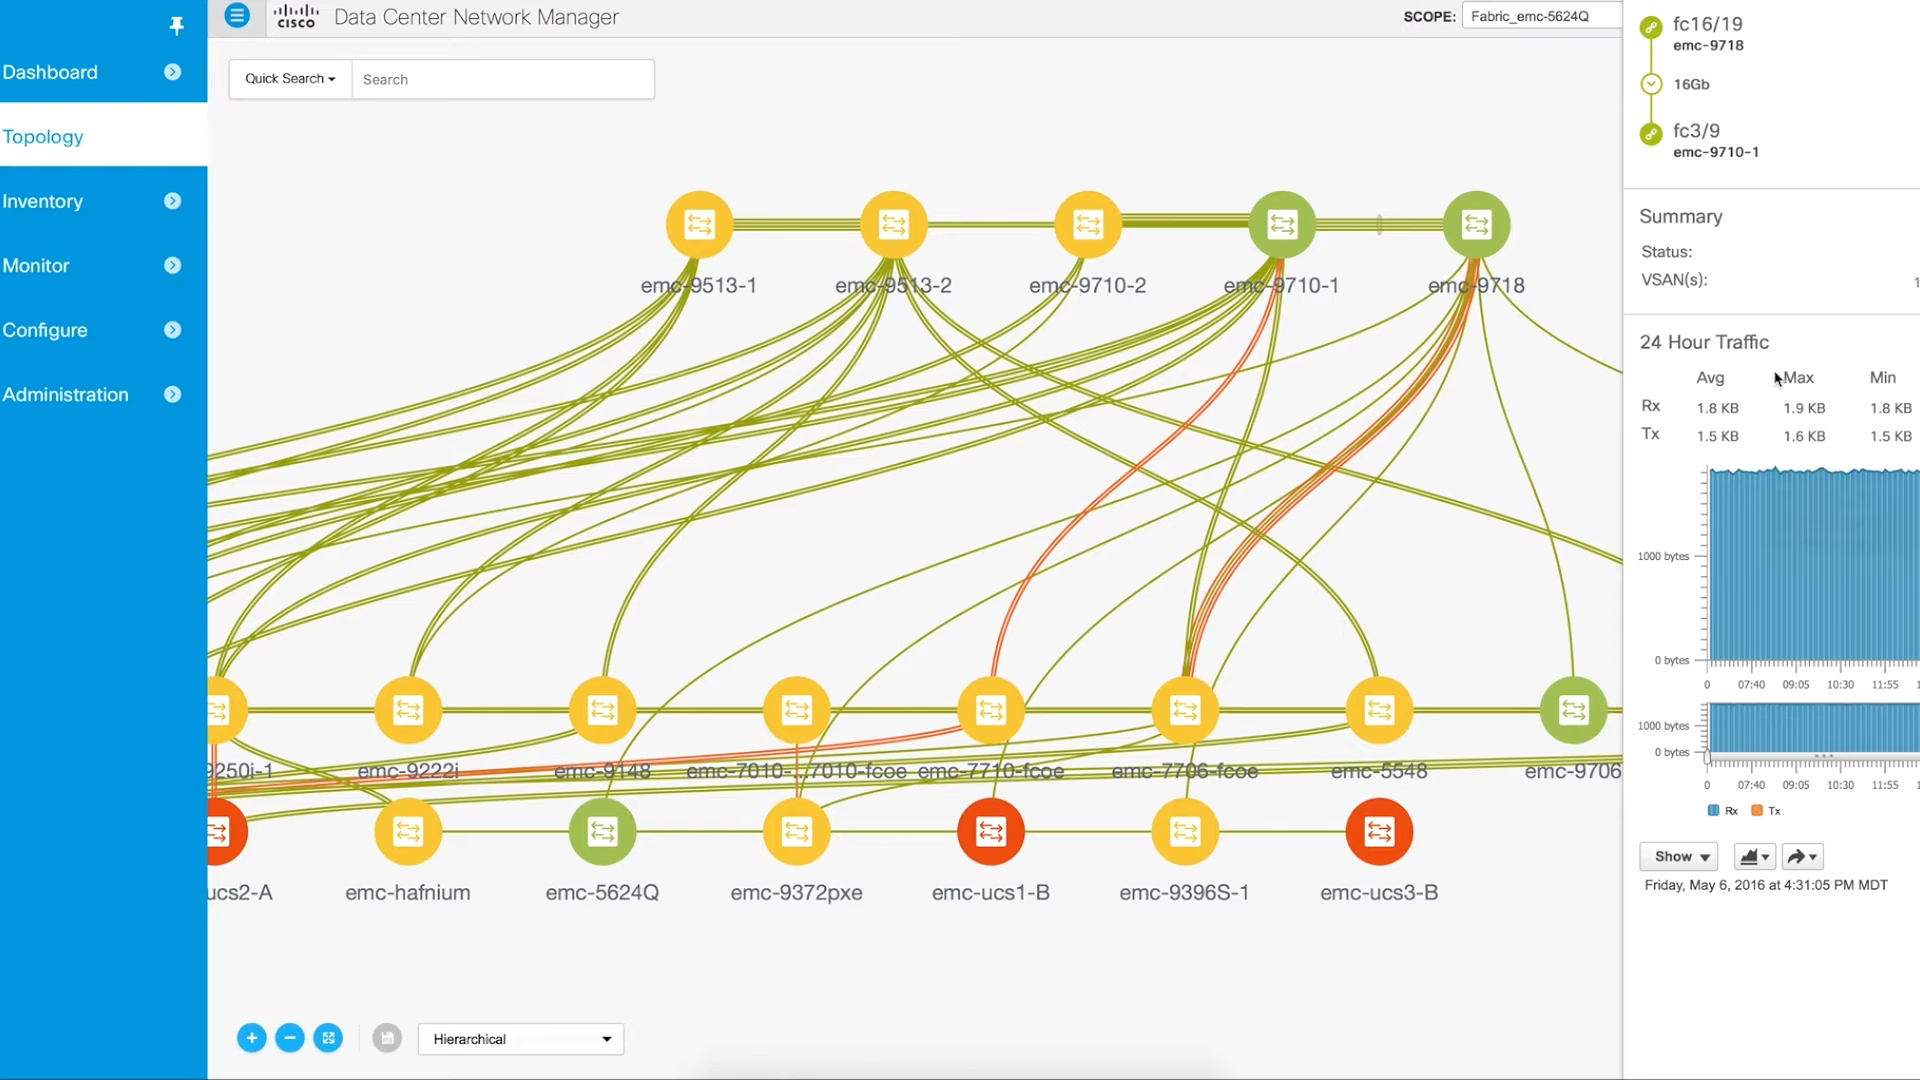 CISCO Data Center Network Manager
SCOPE: Fabric_emc-5624Q
Dashboard
Topology
Inventory
Monitor
Configure
Administration
Quick Search
Search
emc-9513-1 emc-9513-2 emc-9710-2 emc-9710-1 emc-9718
9250i-1 emc-9222i emc-9148 emc-7010-...7010-fcoe emc-7710-fcoe emc-7706-fcoe emc-5548 emc-9706
ucs2-A emc-hafnium emc-5624Q emc-9372pxe emc-ucs1-B emc-9396S-1 emc-ucs3-B
Hierarchical
fc16/19
emc-9718
16Gb
fc3/9
emc-9710-1
Summary
Status:
VSAN(s): 1
24 Hour Traffic
Avg Max Min
Rx 1.8 KB 1.9 KB 1.8 KB
Tx 1.5 KB 1.6 KB 1.5 KB
1000 bytes
0 bytes
0 07:40 09:05 10:30 11:55 1
1000 bytes
0 bytes
0 07:40 09:05 10:30 11:55 1
Rx Tx
Show
Friday, May 6, 2016 at 4:31:05 PM MDT